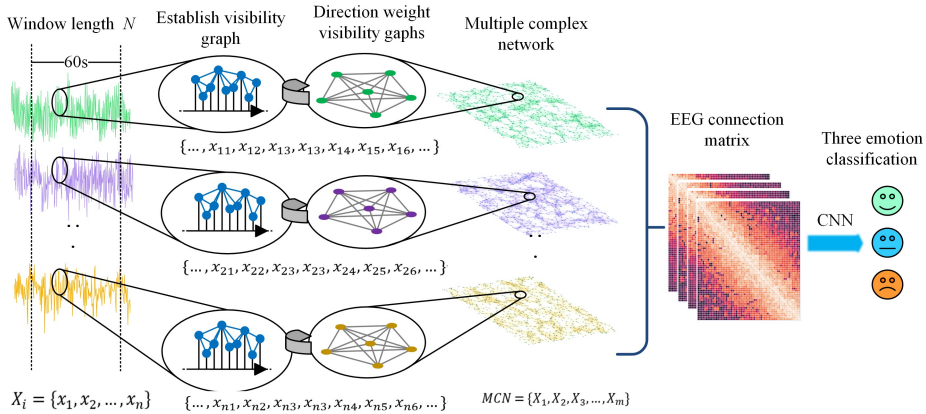 Window length N
60s
Establish visibility
graph
Direction weight
visibility gaphs
Multiple complex
network
{…, x₁₁, x₁₂, x₁₃, x₁₃, x₁₄, x₁₅, x₁₆, …}
{…, x₂₁, x₂₂, x₂₃, x₂₃, x₂₄, x₂₅, x₂₆, …}
{…, xₙ₁, xₙ₂, xₙ₃, xₙ₃, xₙ₄, xₙ₅, xₙ₆, …}
Xᵢ = {x₁, x₂, …, xₙ}
MCN = {X₁, X₂, X₃, …, Xₘ}
EEG connection
matrix
CNN
Three emotion
classification